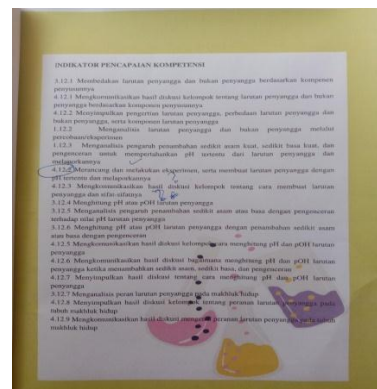 INDIKATOR PENCAPAIAN KOMPETENSI
3.12.1 Membedakan larutan penyangga dan bukan penyangga berdasarkan komponen
penyusunnya
4.12.1 Mengkomunikasikan hasil diskusi kelompok tentang larutan penyangga dan bukan
penyangga berdasarkan komponen penyusunnya
4.12.2 Menyimpulkan pengertian larutan penyangga, perbedaan larutan penyangga dan
bukan penyangga, serta komponen larutan penyangga
1.12.2 Menganalisis larutan penyangga dan bukan penyangga melalui
percobaan/eksperimen
1.12.3 Menganalisis pengaruh penambahan sedikit asam kuat, sedikit basa kuat, dan
pengenceran untuk mempertahankan pH tertentu dari larutan penyangga dan
melaporkannya
Merancang dan melakukan eksperimen, serta membuat larutan penyangga dengan
pH tertentu dan melaporkannya
4.12.3 Mengkomunikasikan hasil diskusi kelompok tentang cara membuat larutan
penyangga dan sifat-sifatnya
3.12.4 Menghitung pH atau pOH larutan penyangga
3.12.5 Menganalisis pengaruh penambahan sedikit asam atau basa dengan pengenceran
terhadap nilai pH larutan penyangga
3.12.6 Menghitung pH atau pOH larutan penyangga dengan penambahan sedikit asam
atau basa dengan pengenceran
4.12.5 Mengkomunikasikan hasil diskusi kelompok cara menghitung pH dan pOH larutan
penyangga
4.12.6 Mengkomunikasikan hasil diskusi bagaimana menghitung pH dan pOH larutan
penyangga ketika menambahkan sedikit asam, sedikit basa, dan pengenceran
4.12.7 Menyimpulkan hasil diskusi tentang cara menghitung pH dan pOH larutan
penyangga
3.12.7 Menganalisis peran larutan penyangga pada makhluk hidup
4.12.8 Menyimpulkan hasil diskusi kelompok tentang peranan larutan penyangga pada
tubuh makhluk hidup
4.12.9 Mengkomunikasikan hasil diskusi mengenai peranan larutan penyangga pada tubuh
makhluk hidup